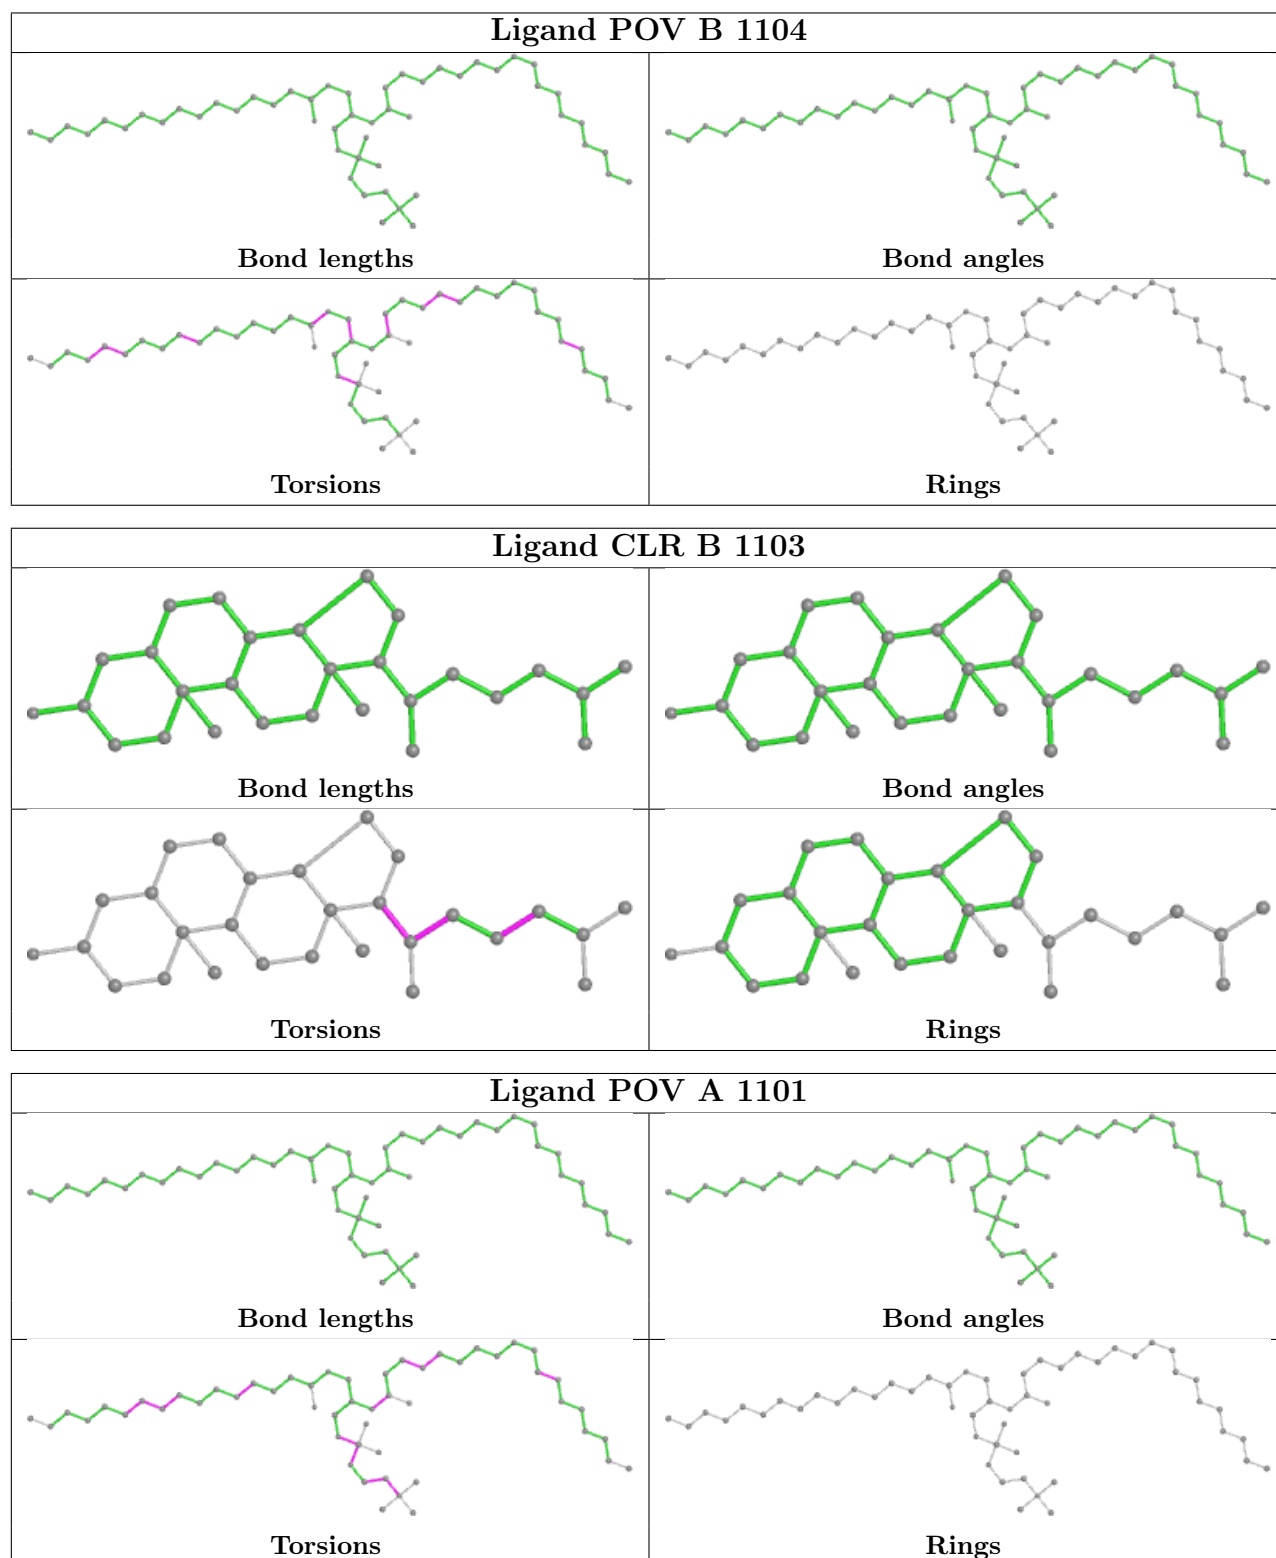 Ligand POV B 1104
Bond lengths
Bond angles
Torsions
Rings
Ligand CLR B 1103
Bond lengths
Bond angles
Torsions
Rings
Ligand POV A 1101
Bond lengths
Bond angles
Torsions
Rings